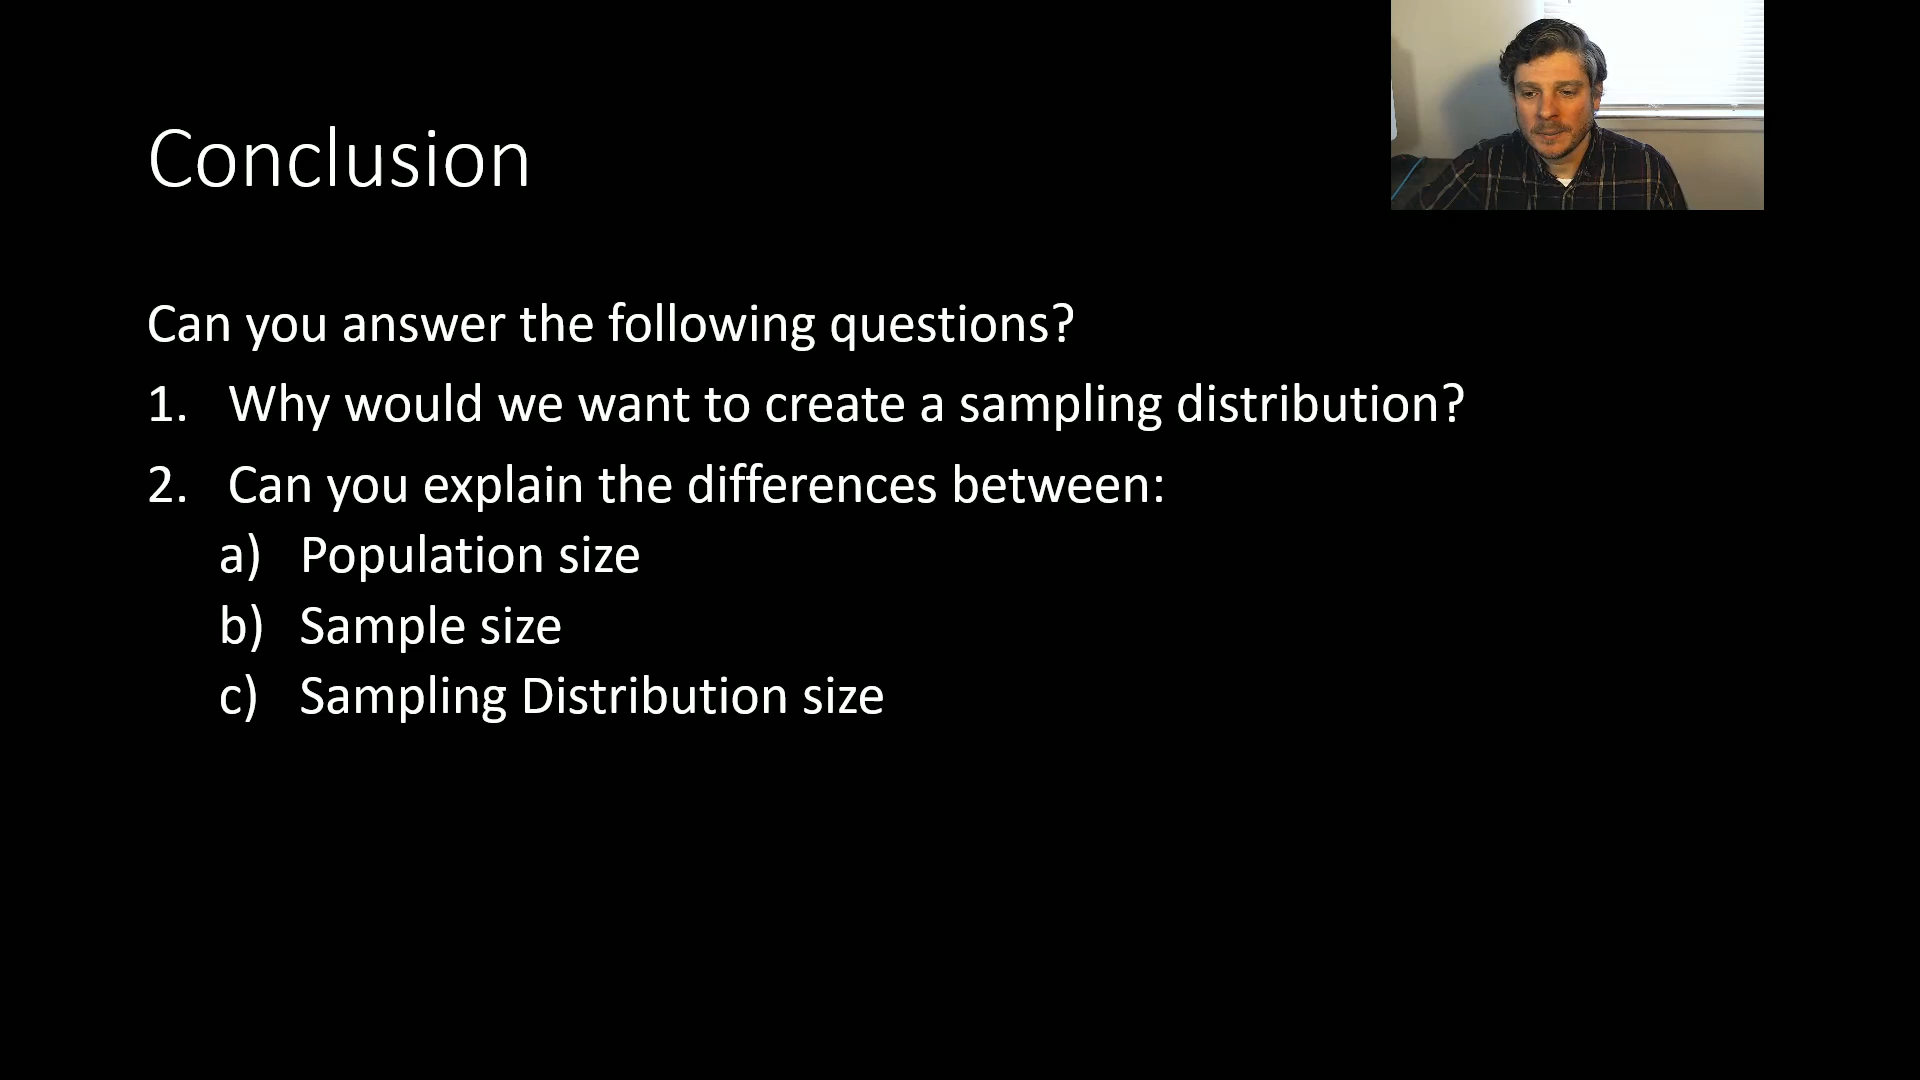 Conclusion
Can you answer the following questions?
1. Why would we want to create a sampling distribution?
2. Can you explain the differences between:
a) Population size
b) Sample size
c) Sampling Distribution size